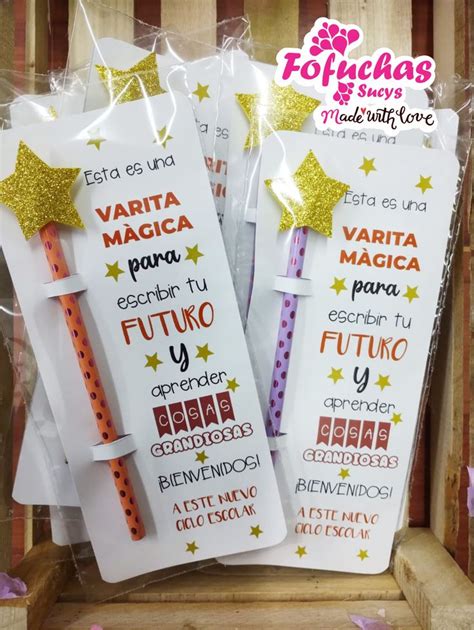 Fofuchas
Sucys
Made with love
Esta es una
VARITA
MÀGICA
para
escribir tu
FUTURO
y
aprender
COSAS
GRANDIOSAS
¡BIENVENIDOS!
A ESTE NUEVO
CICLO ESCOLAR
Esta es una
VARITA
MÀGICA
para
escribir tu
FUTURO
y
aprender
COSAS
GRANDIOSAS
¡BIENVENIDOS!
A ESTE NUEVO
CICLO ESCOLAR